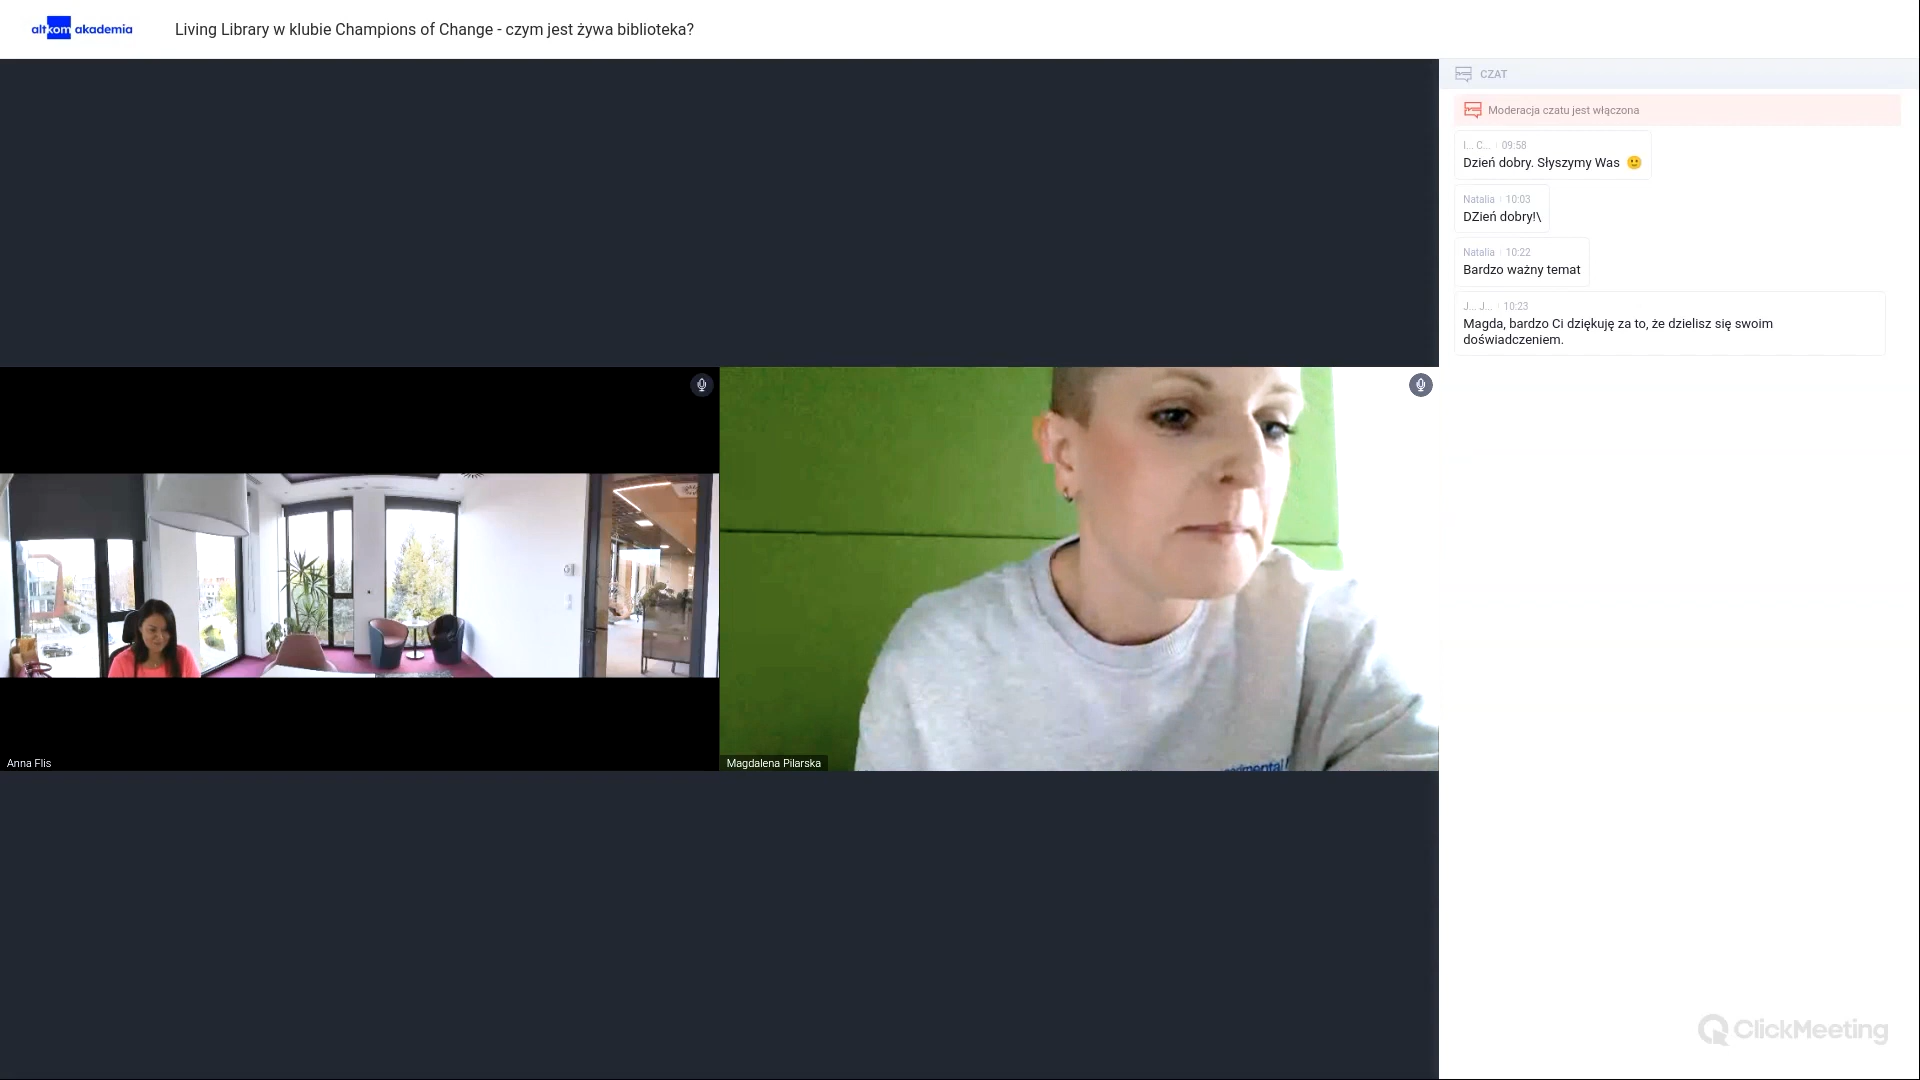 altkom akademia
Living Library w klubie Champions of Change - czym jest żywa biblioteka?
CZAT
Moderacja czatu jest włączona
I... C... 09:58
Dzień dobry. Słyszymy Was 🙂
Natalia 10:03
DZień dobry!\
Natalia 10:22
Bardzo ważny temat
J... J... 10:23
Magda, bardzo Ci dziękuję za to, że dzielisz się swoim
doświadczeniem.
Anna Flis
Magdalena Pilarska
ClickMeeting